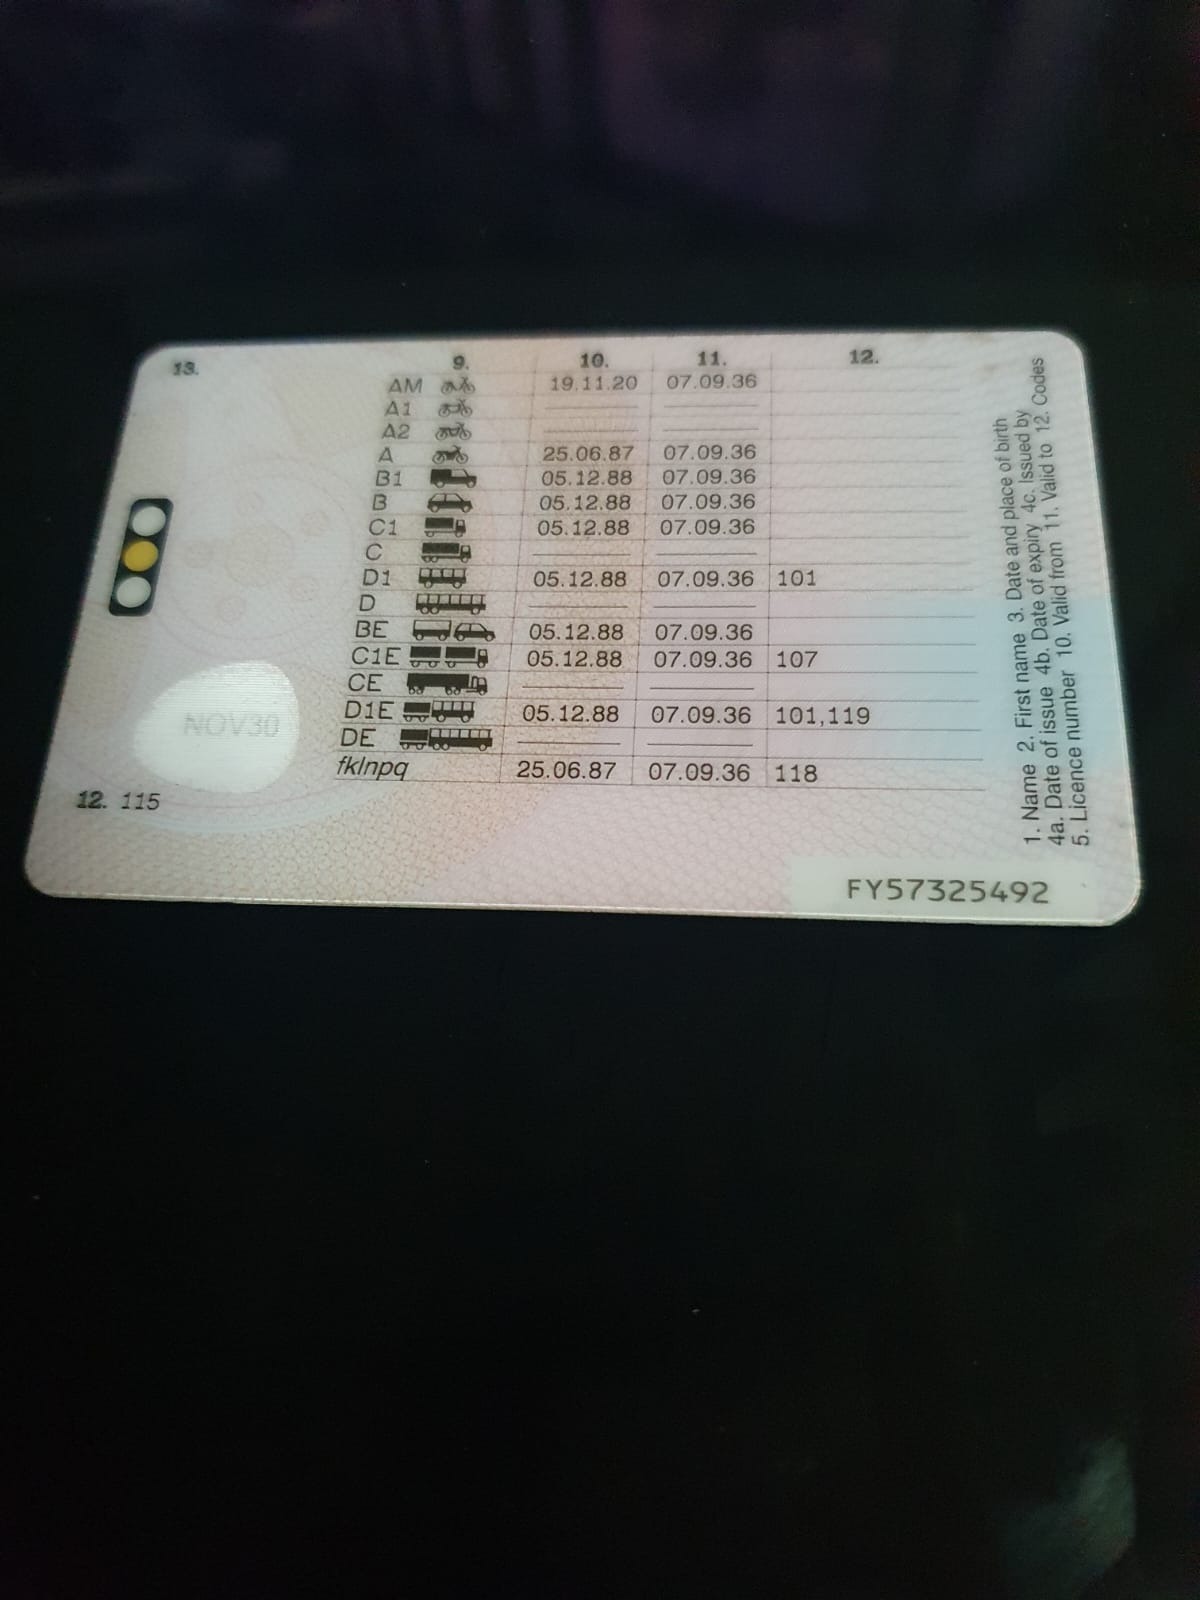 13.
9. 10. 11. 12.
AM 19.11.20 07.09.36
A1
A2
A 25.06.87 07.09.36
B1 05.12.88 07.09.36
B 05.12.88 07.09.36
C1 05.12.88 07.09.36
C
D1 05.12.88 07.09.36 101
D
BE 05.12.88 07.09.36
C1E 05.12.88 07.09.36 107
CE
D1E 05.12.88 07.09.36 101,119
DE
fklnpq 25.06.87 07.09.36 118
NOV30
12. 115
1. Name 2. First name 3. Date and place of birth
4a. Date of issue 4b. Date of expiry 4c. Issued by
5. Licence number 10. Valid from 11. Valid to 12. Codes
FY57325492